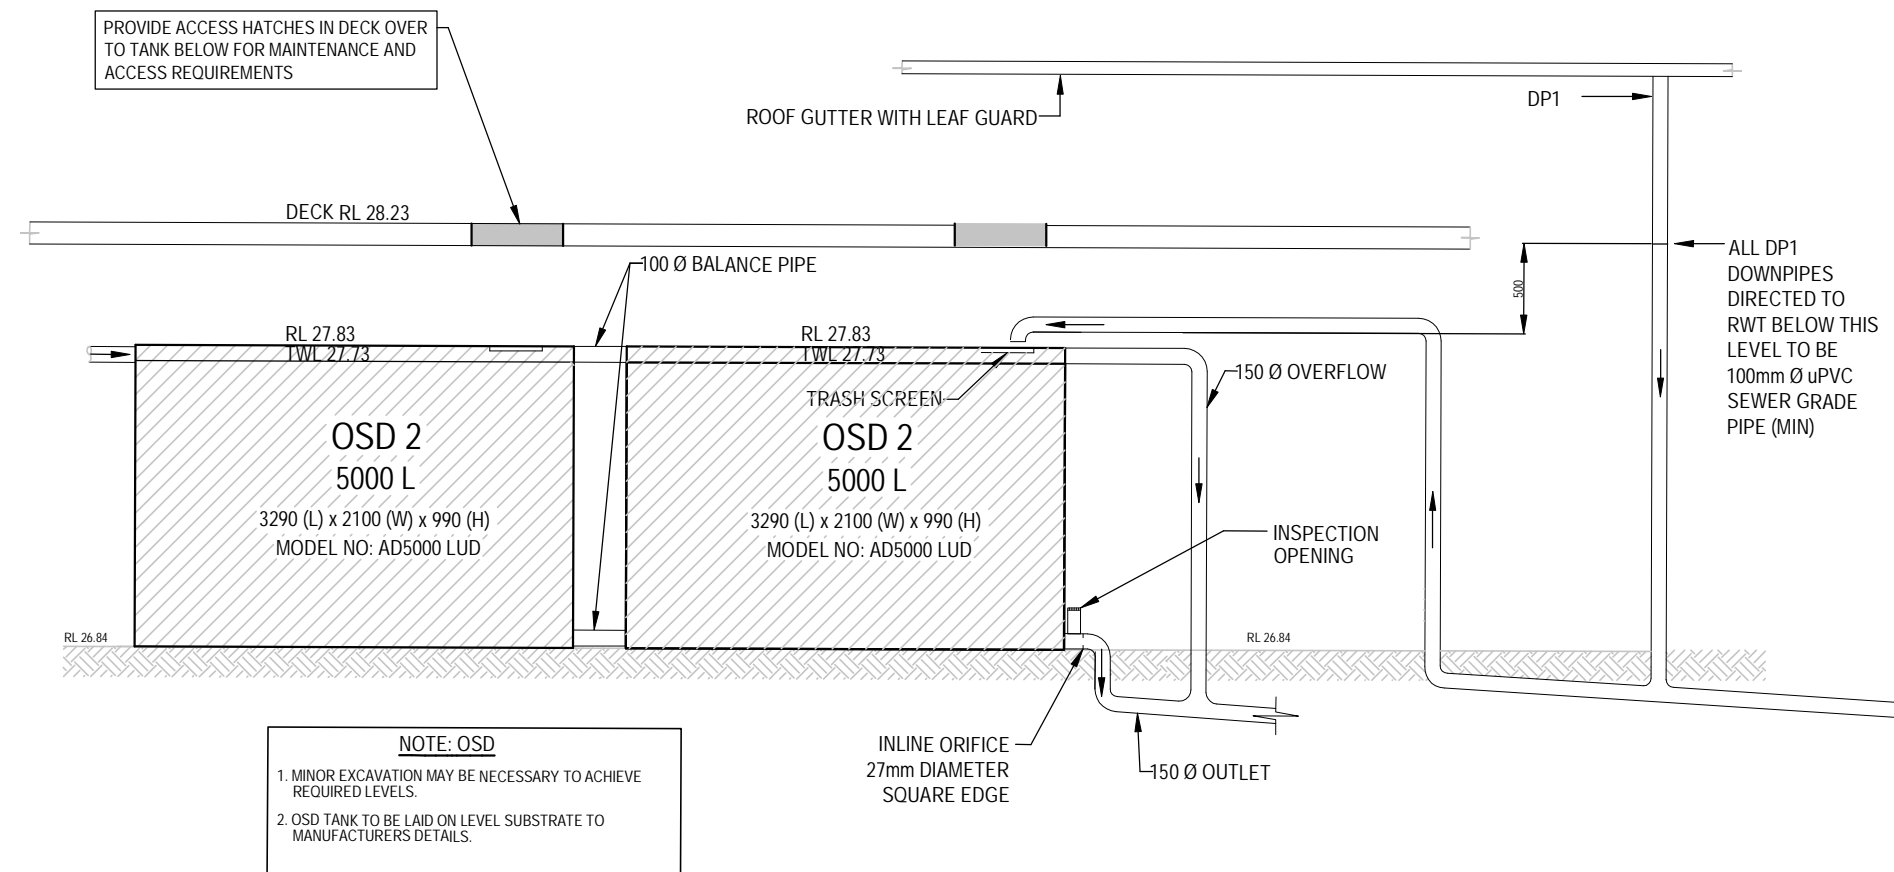 PROVIDE ACCESS HATCHES IN DECK OVER
TO TANK BELOW FOR MAINTENANCE AND
ACCESS REQUIREMENTS
ROOF GUTTER WITH LEAF GUARD
DP1
DECK RL 28.23
100 Ø BALANCE PIPE
ALL DP1
DOWNPIPES
DIRECTED TO
RWT BELOW THIS
LEVEL TO BE
100mm Ø uPVC
SEWER GRADE
PIPE (MIN)
500
RL 27.83
TWL 27.73
RL 27.83
TWL 27.73
TRASH SCREEN
150 Ø OVERFLOW
OSD 2
5000 L
3290 (L) x 2100 (W) x 990 (H)
MODEL NO: AD5000 LUD
OSD 2
5000 L
3290 (L) x 2100 (W) x 990 (H)
MODEL NO: AD5000 LUD
INSPECTION
OPENING
RL 26.84
RL 26.84
INLINE ORIFICE
27mm DIAMETER
SQUARE EDGE
150 Ø OUTLET
NOTE: OSD
1. MINOR EXCAVATION MAY BE NECESSARY TO ACHIEVE
REQUIRED LEVELS.
2. OSD TANK TO BE LAID ON LEVEL SUBSTRATE TO
MANUFACTURERS DETAILS.